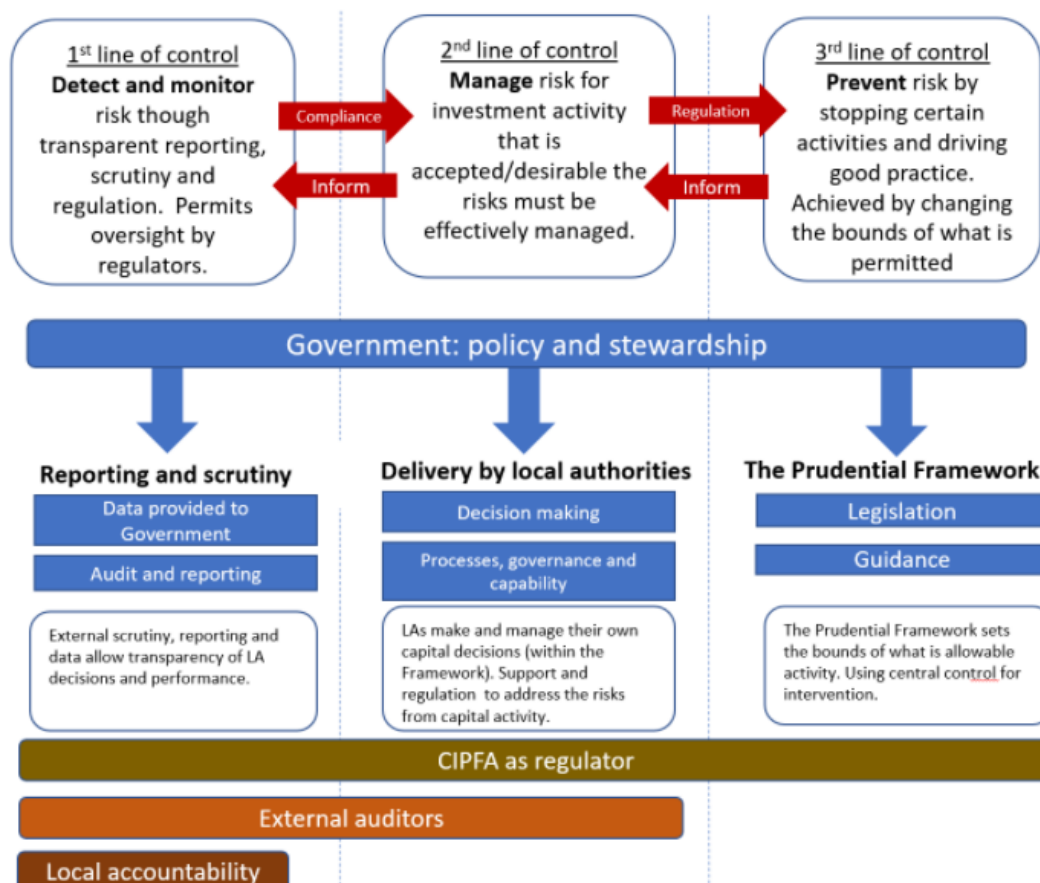 1st line of control
Detect and monitor
risk though
transparent reporting,
scrutiny and
regulation. Permits
oversight by
regulators.
Compliance
Inform
2nd line of control
Manage risk for
investment activity
that is
accepted/desirable the
risks must be
effectively managed.
Regulation
Inform
3rd line of control
Prevent risk by
stopping certain
activities and driving
good practice.
Achieved by changing
the bounds of what is
permitted
Government: policy and stewardship
Reporting and scrutiny
Data provided to
Government
Audit and reporting
External scrutiny, reporting and
data allow transparency of LA
decisions and performance.
Delivery by local authorities
Decision making
Processes, governance and
capability
LAs make and manage their own
capital decisions (within the
Framework). Support and
regulation to address the risks
from capital activity.
The Prudential Framework
Legislation
Guidance
The Prudential Framework sets
the bounds of what is allowable
activity. Using central control for
intervention.
CIPFA as regulator
External auditors
Local accountability